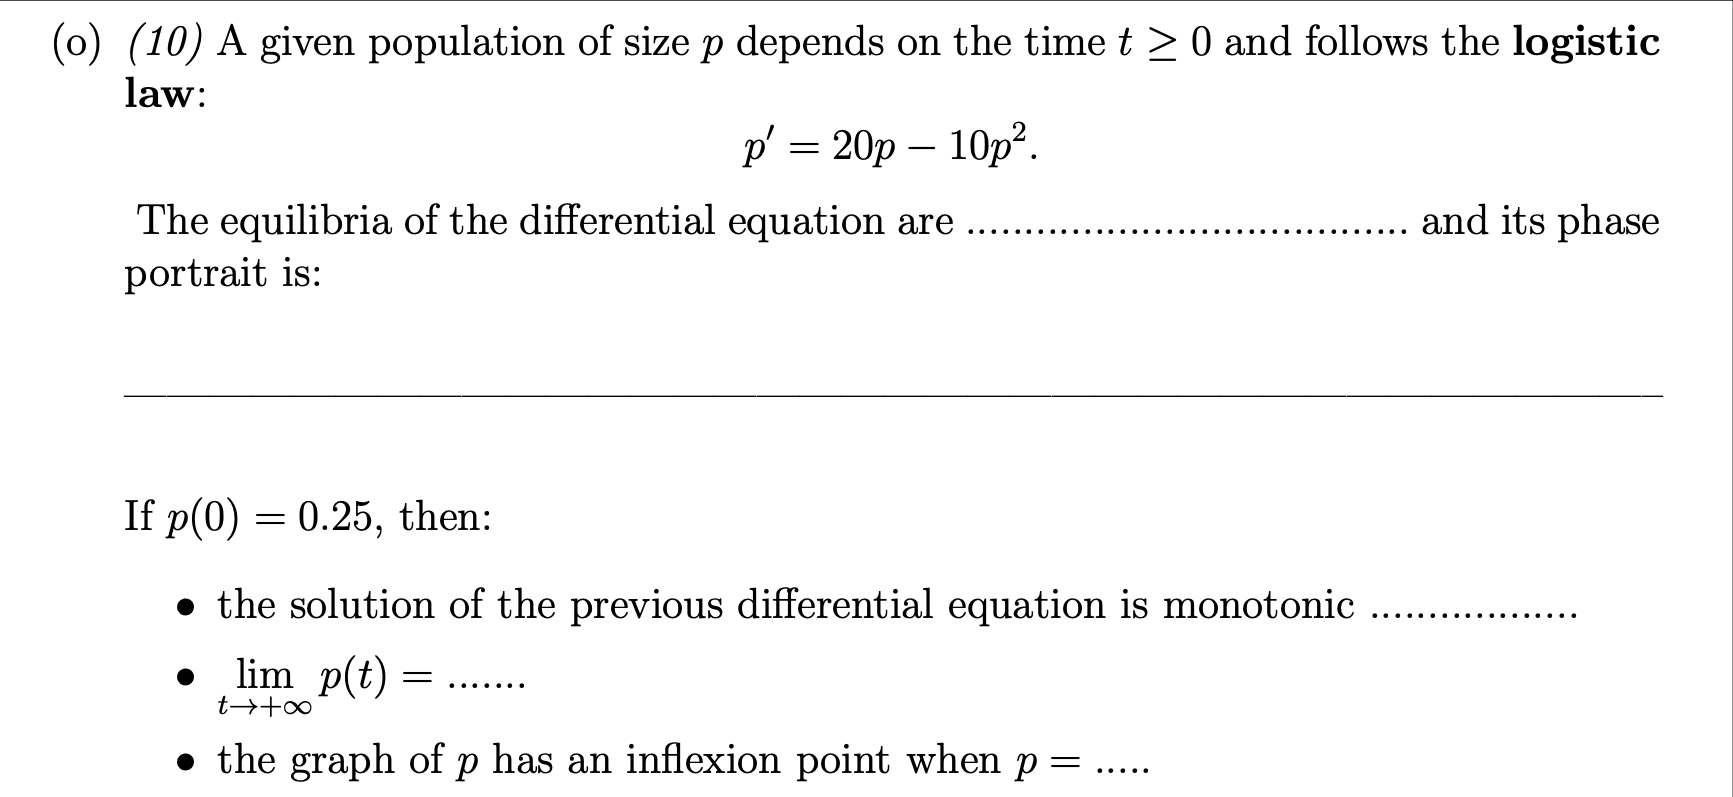 (o) (10) A given population of size p depends on the time t ≥ 0 and follows the logistic
law:
p′ = 20p − 10p².
The equilibria of the differential equation are ...................................... and its phase
portrait is:
If p(0) = 0.25, then:
• the solution of the previous differential equation is monotonic ..................
• lim p(t) = .......
t→+∞
• the graph of p has an inflexion point when p = .....